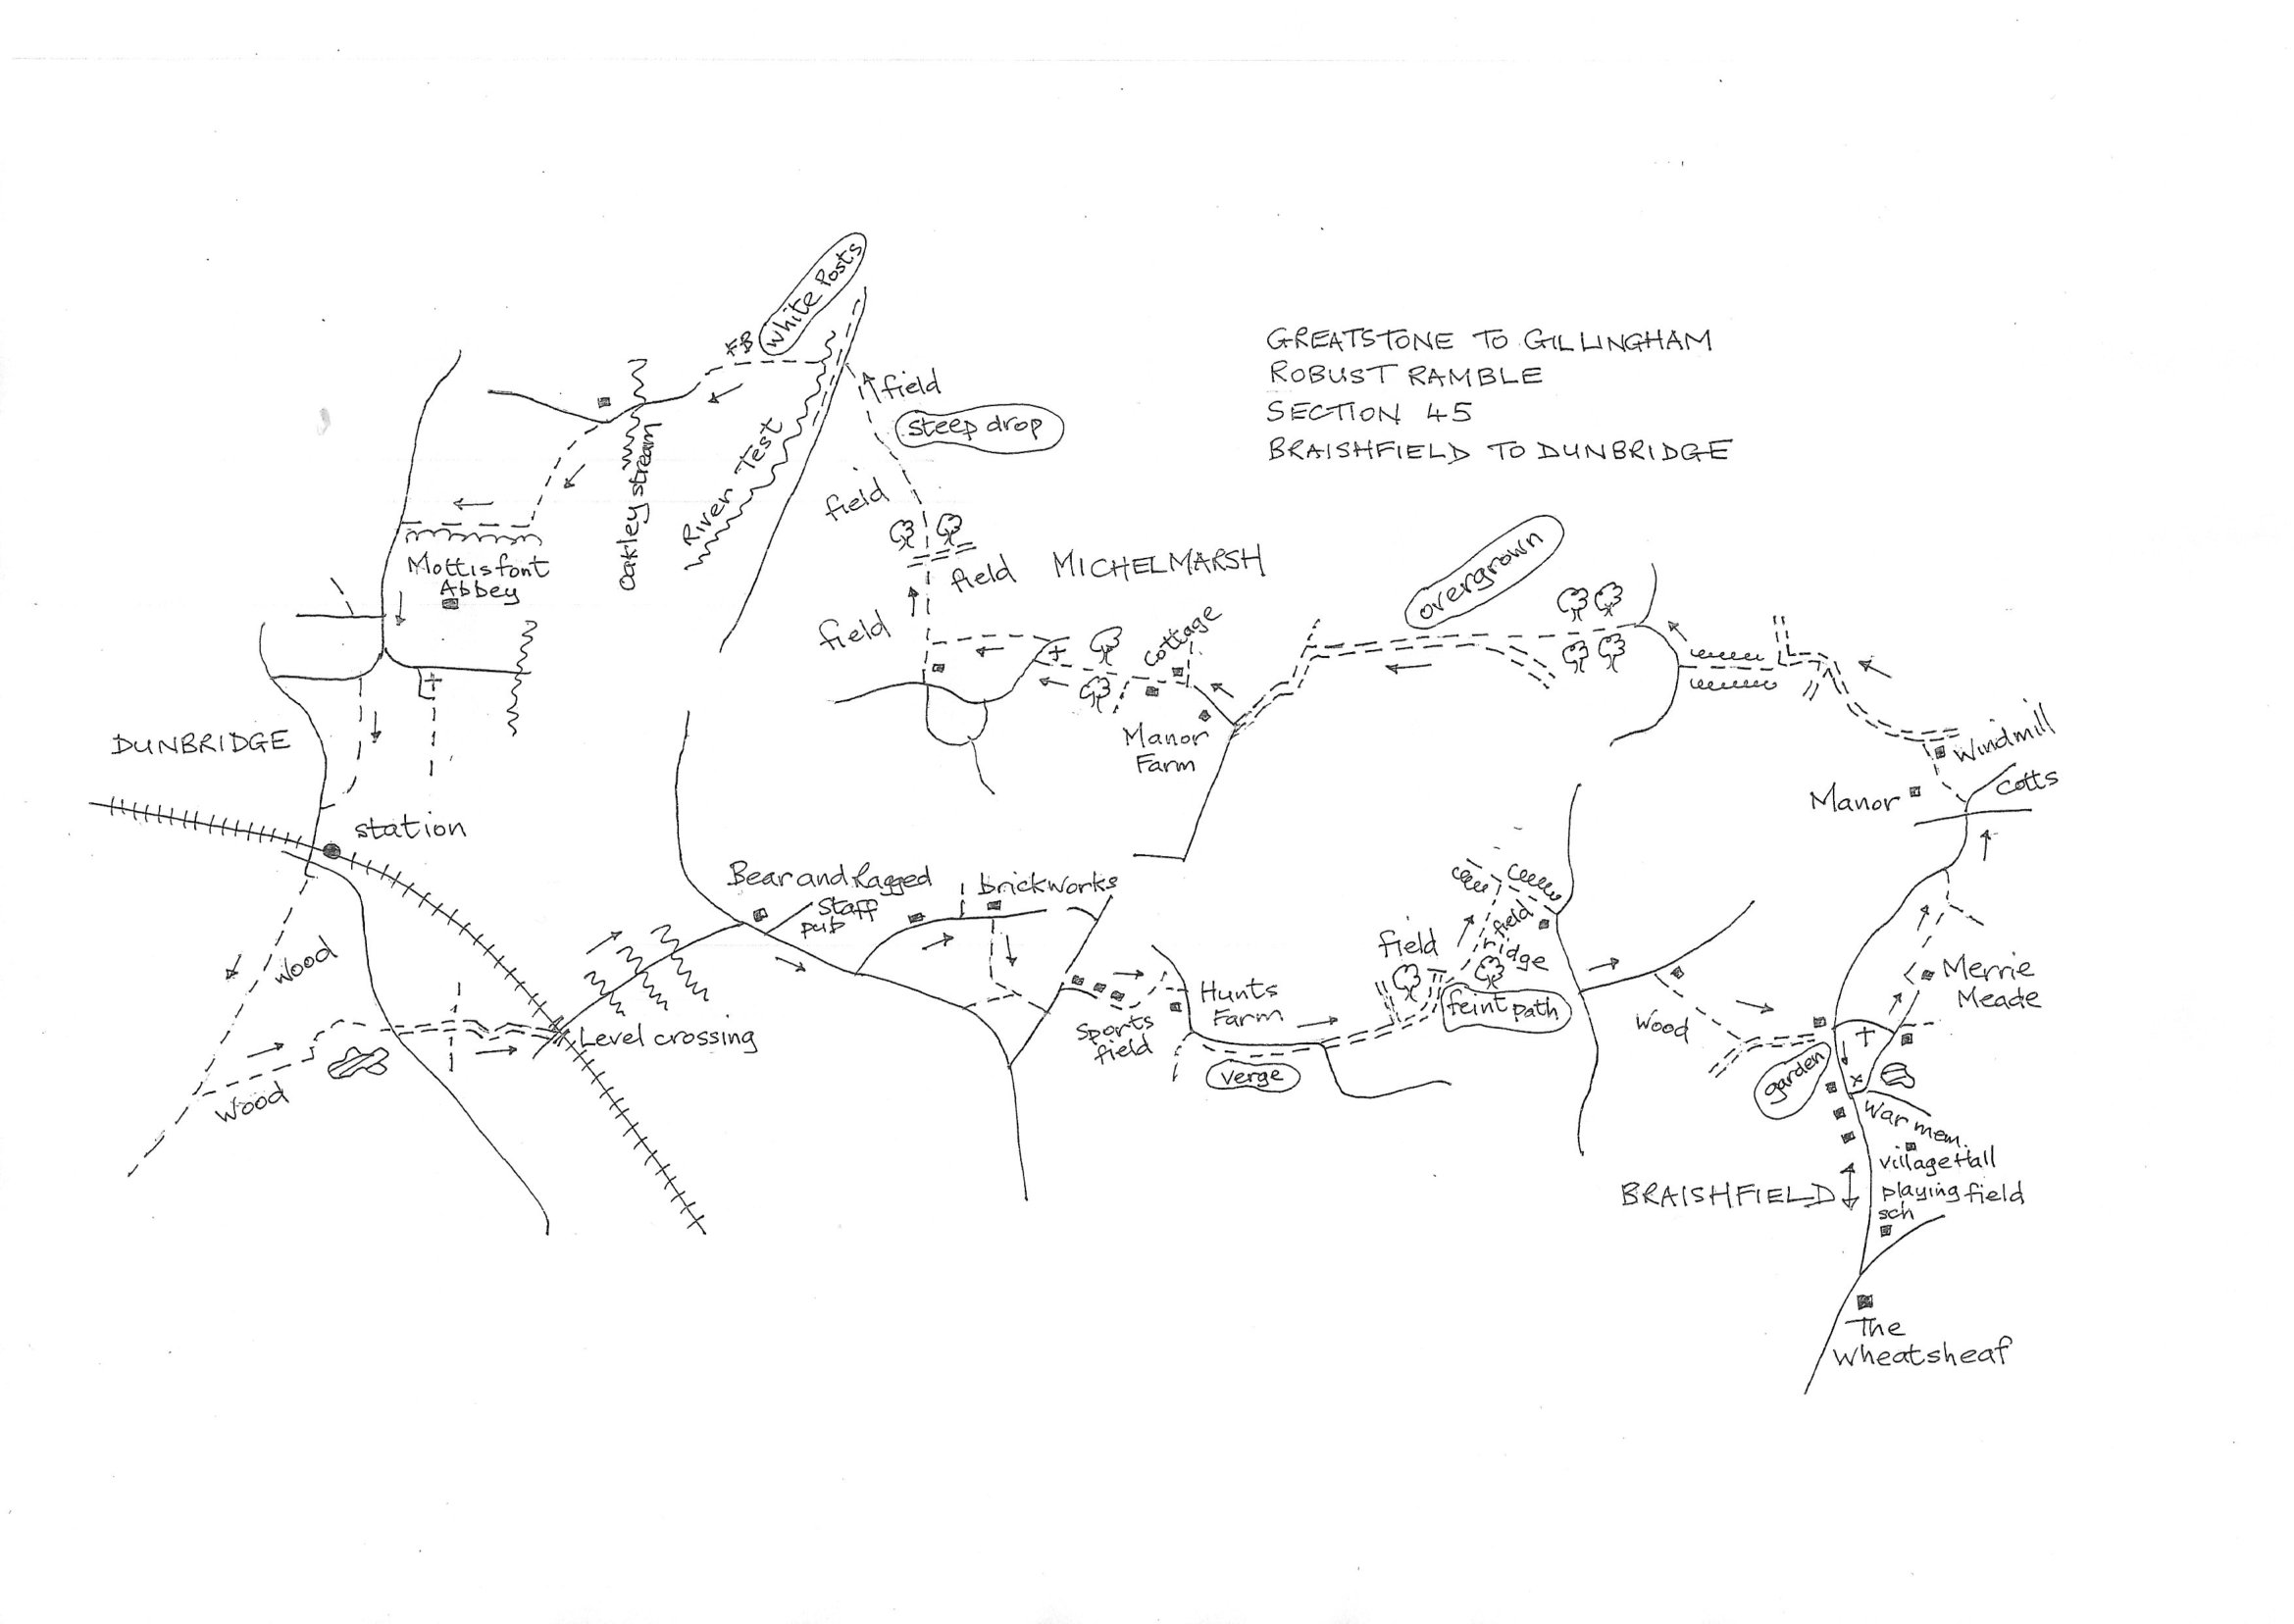 GREATSTONE TO GILLINGHAM
ROBUST RAMBLE
SECTION 45
BRAISHFIELD TO DUNBRIDGE
White Posts
FB
field
steep drop
River Test
Oakley stream
field
Mottisfont
Abbey
field
MICHELMARSH
overgrown
field
Cottage
Manor
Farm
Windmill
Manor
Cotts
DUNBRIDGE
station
Bear and Ragged
Staff
pub
brickworks
wood
field
field
ridge
feint path
Hunts
Farm
Merrie
Meade
Level crossing
Sports
field
verge
wood
garden
wood
War mem.
Village Hall
BRAISHFIELD
playing field
sch
The
Wheatsheaf